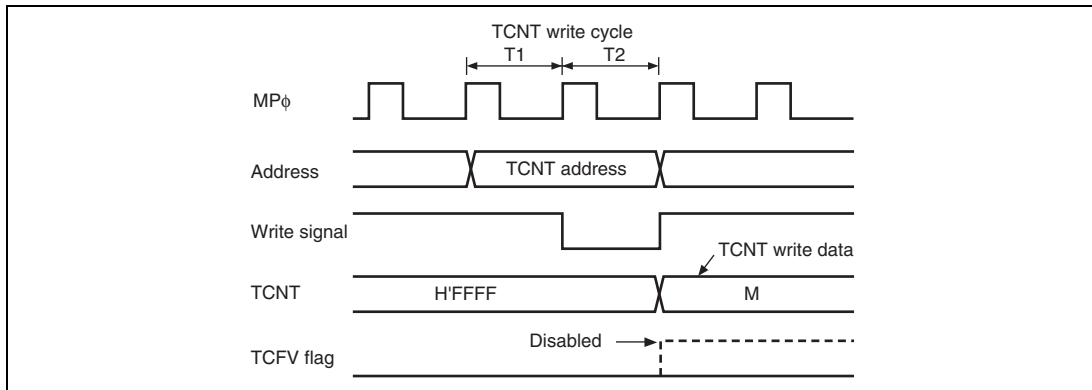 TCNT write cycle
T1 T2
MPϕ
Address TCNT address
Write signal
TCNT write data
TCNT H'FFFF M
Disabled
TCFV flag